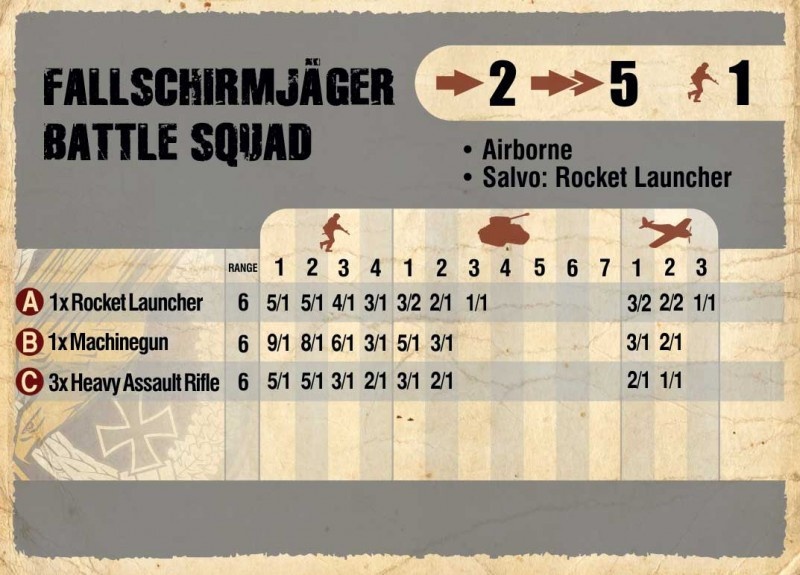 FALLSCHIRMJÄGER
BATTLE SQUAD
2 5 1
• Airborne
• Salvo: Rocket Launcher
RANGE 1 2 3 4 1 2 3 4 5 6 7 1 2 3
A 1x Rocket Launcher 6 5/1 5/1 4/1 3/1 3/2 2/1 1/1 3/2 2/2 1/1
B 1x Machinegun 6 9/1 8/1 6/1 3/1 5/1 3/1 3/1 2/1
C 3x Heavy Assault Rifle 6 5/1 5/1 3/1 2/1 3/1 2/1 2/1 1/1